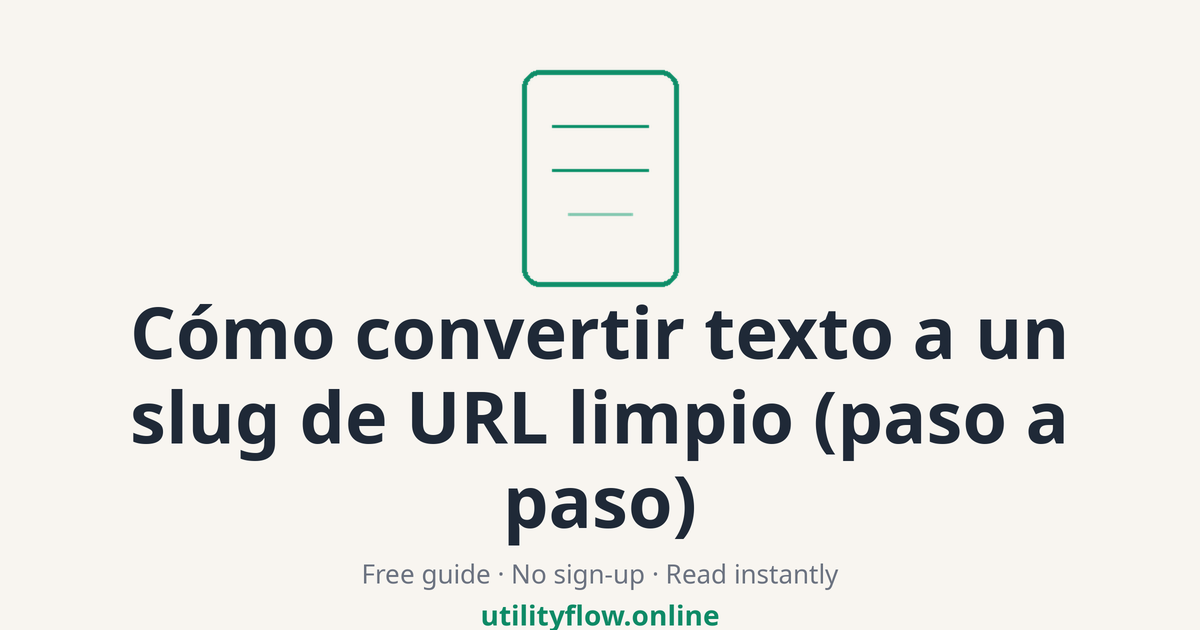 Cómo convertir texto a un
slug de URL limpio (paso a
paso)
Free guide · No sign-up · Read instantly
utilityflow.online